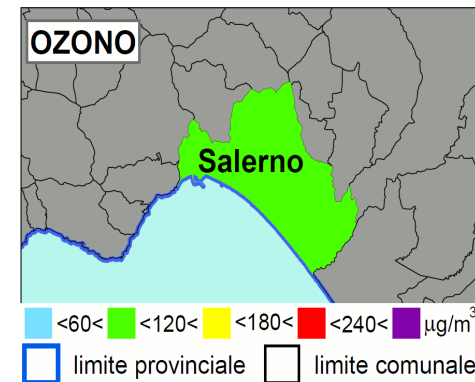 OZONO
Salerno
<60< <120< <180< <240< µg/m³
limite provinciale limite comunale